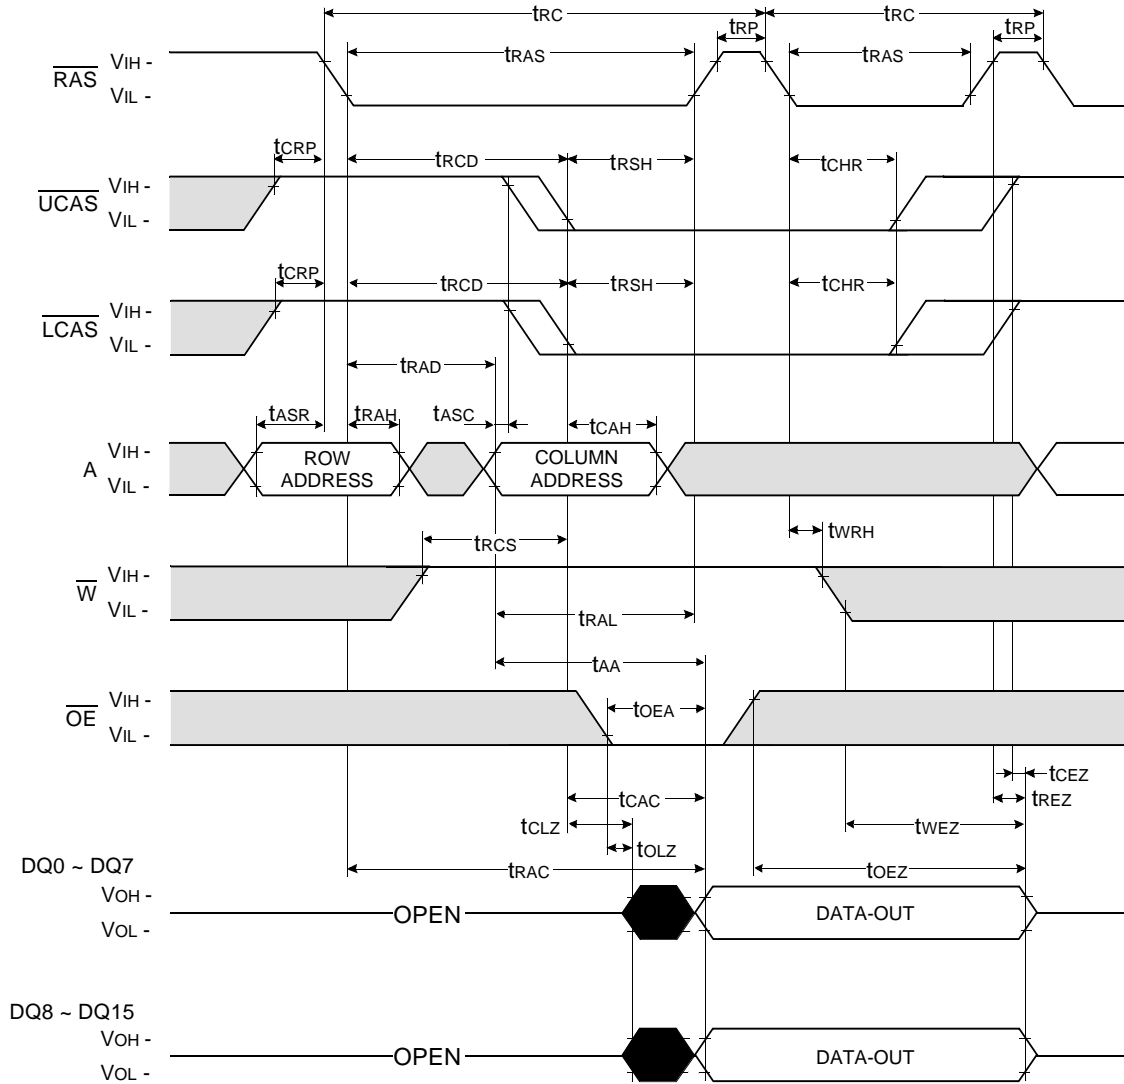 tRC tRC
tRP tRP
tRAS tRAS
RAS VIH -
VIL -
tCRP tRCD tRSH tCHR
UCAS VIH -
VIL -
tCRP tRCD tRSH tCHR
LCAS VIH -
VIL -
tRAD
tASR tRAH tASC tCAH
A VIH -
VIL -
ROW
ADDRESS
COLUMN
ADDRESS
tRCS tWRH
W VIH -
VIL -
tRAL
tAA
OE VIH -
VIL -
tOEA
tCEZ
tCAC tREZ
tCLZ tWEZ
tOLZ
DQ0 ~ DQ7 tRAC tOEZ
VOH -
VOL -
OPEN DATA-OUT
DQ8 ~ DQ15
VOH -
VOL -
OPEN DATA-OUT